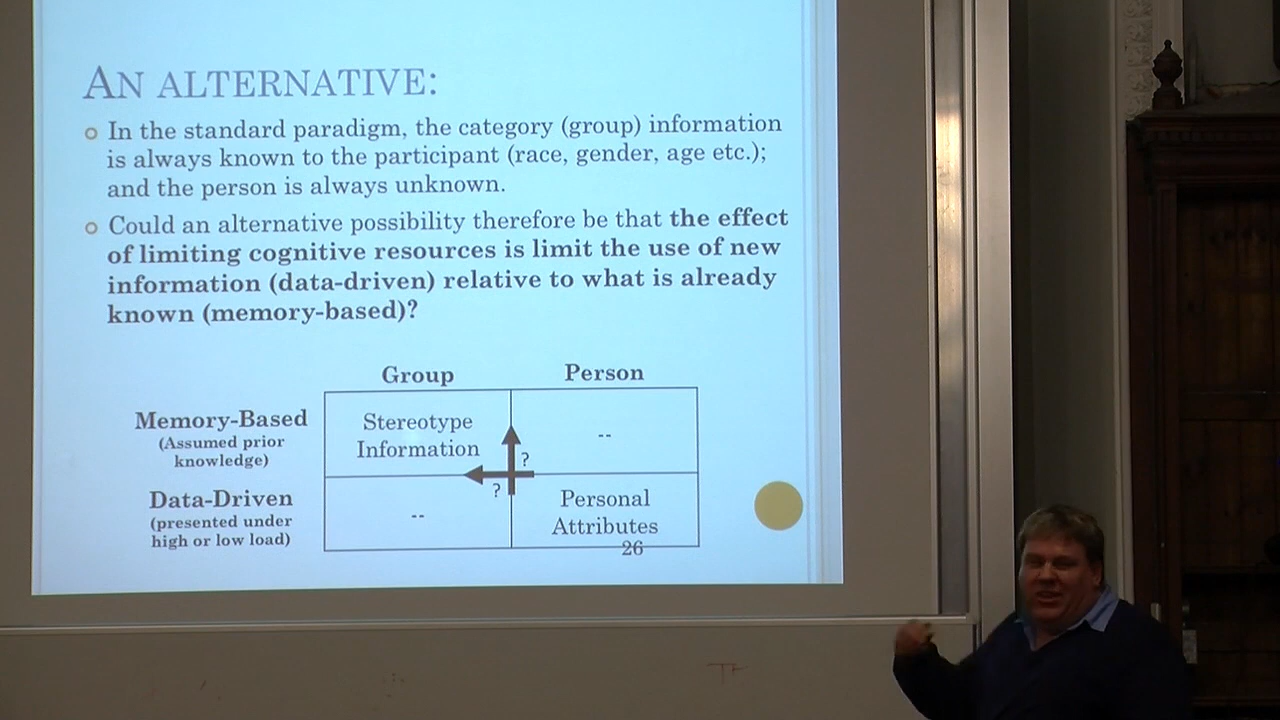 AN ALTERNATIVE:
In the standard paradigm, the category (group) information
is always known to the participant (race, gender, age etc.);
and the person is always unknown.
Could an alternative possibility therefore be that the effect
of limiting cognitive resources is limit the use of new
information (data-driven) relative to what is already
known (memory-based)?
Group Person
Memory-Based
(Assumed prior
knowledge)
Stereotype
Information
--
?
Data-Driven
(presented under
high or low load)
?
--
Personal
Attributes
26